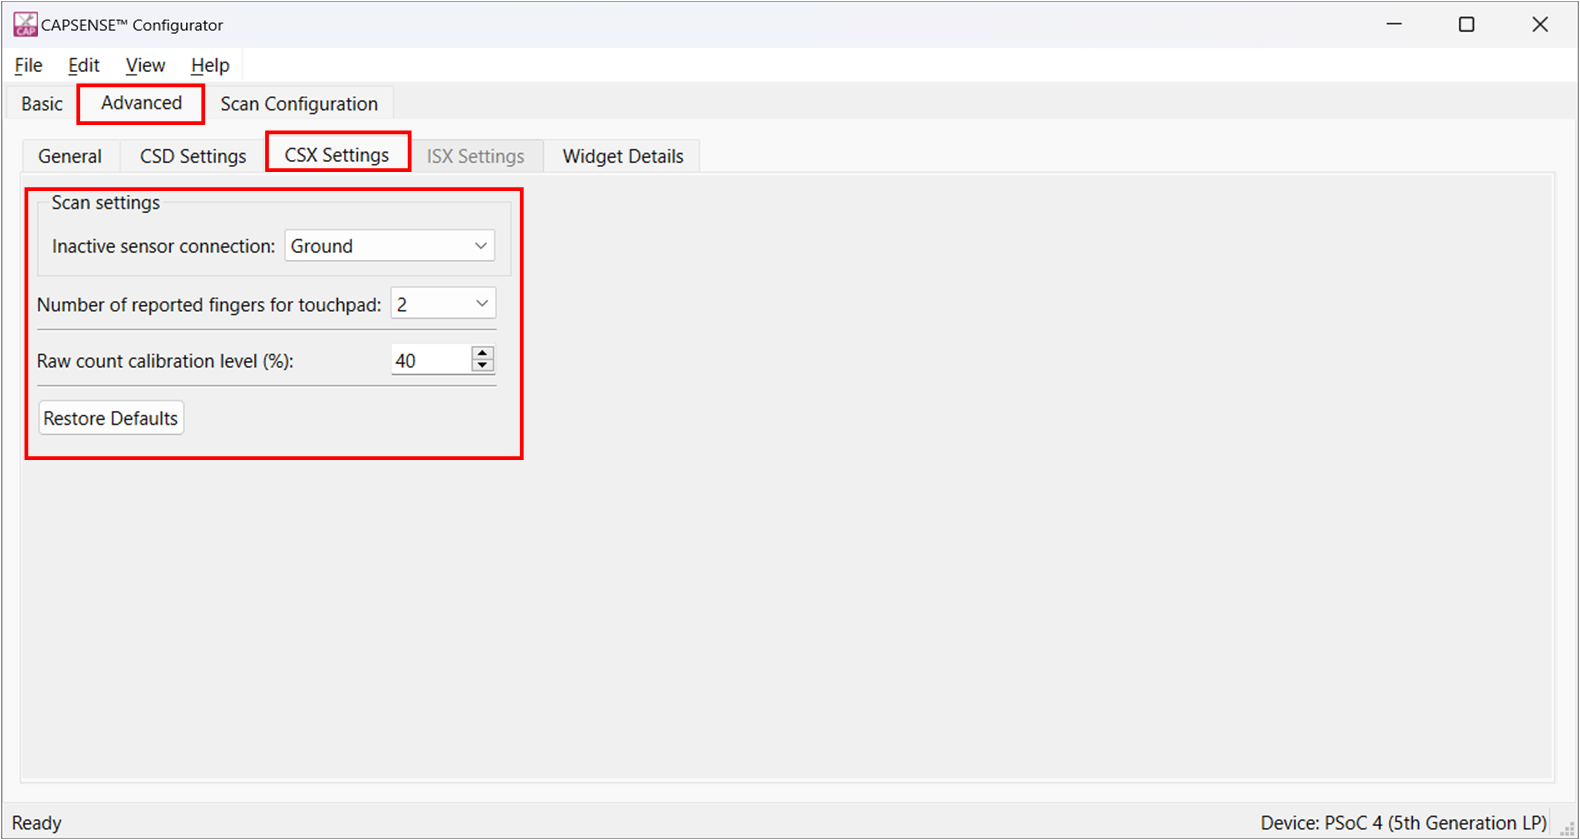 CAPSENSE™ Configurator
File Edit View Help
Basic Advanced Scan Configuration
General CSD Settings CSX Settings ISX Settings Widget Details
Scan settings
Inactive sensor connection: Ground
Number of reported fingers for touchpad: 2
Raw count calibration level (%): 40
Restore Defaults
Ready Device: PSoC 4 (5th Generation LP)